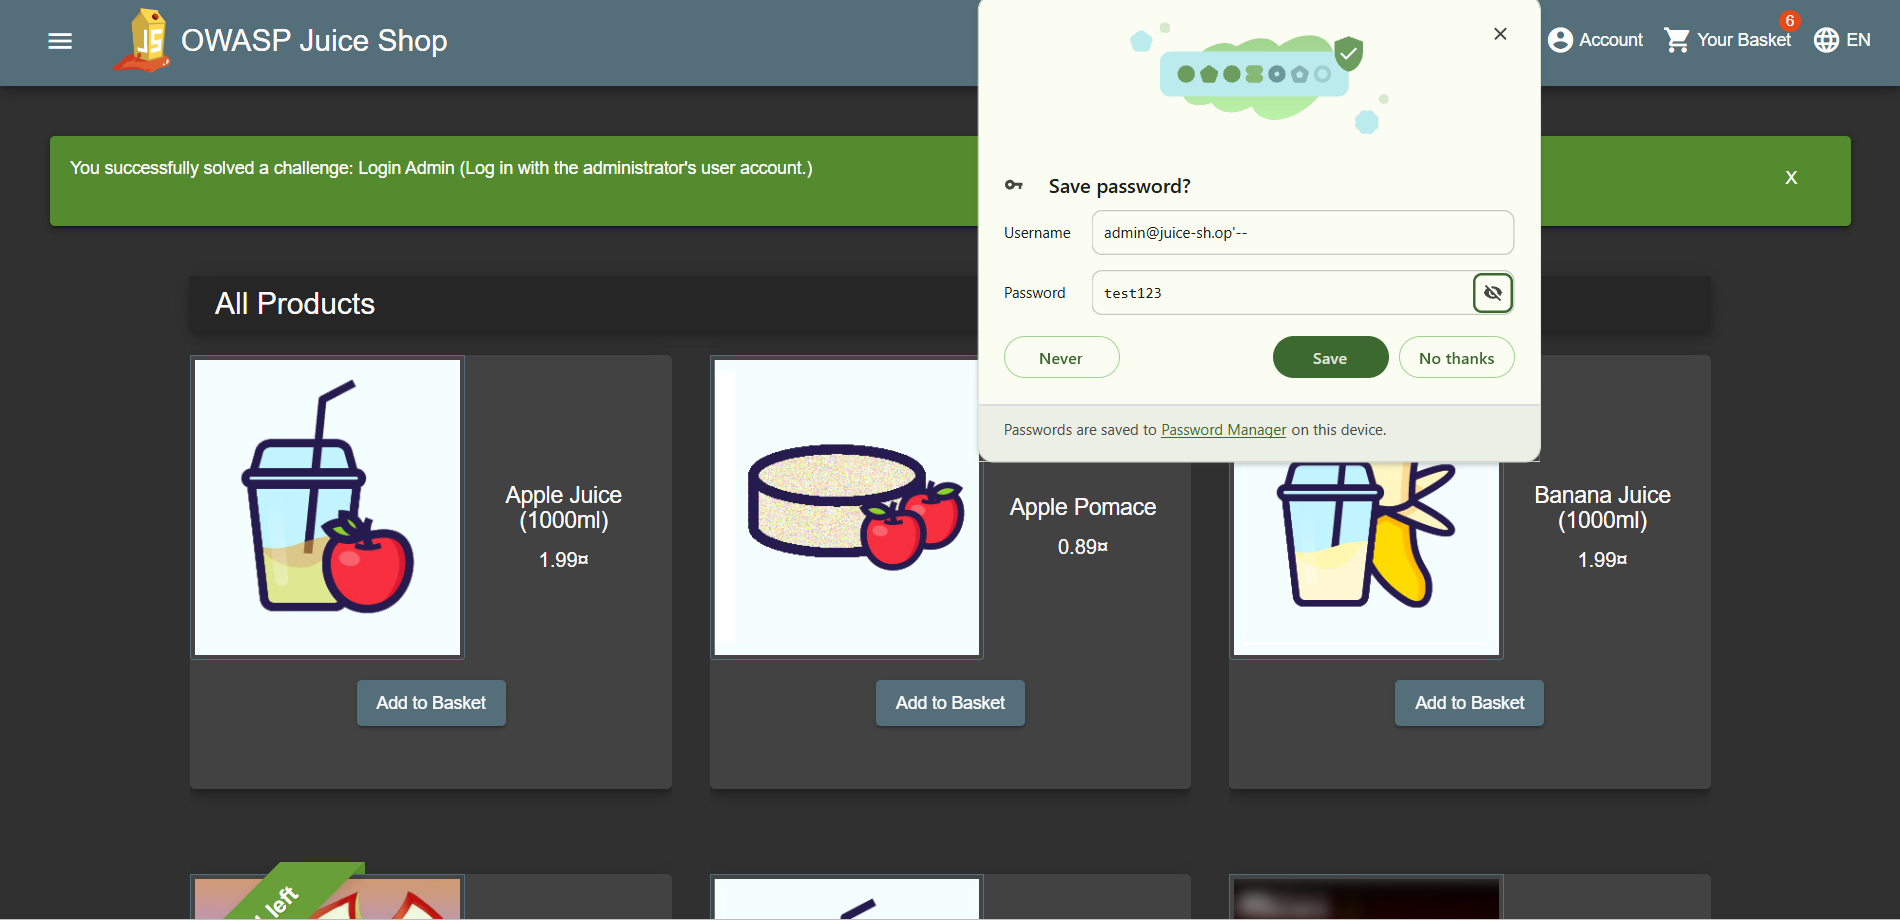 OWASP Juice Shop
Account
Your Basket
6
EN
You successfully solved a challenge: Login Admin (Log in with the administrator's user account.)
X
Save password?
Username
admin@juice-sh.op'--
Password
test123
Never
Save
No thanks
Passwords are saved to Password Manager on this device.
All Products
Apple Juice
(1000ml)
1.99¤
Add to Basket
Apple Pomace
0.89¤
Add to Basket
Banana Juice
(1000ml)
1.99¤
Add to Basket
left